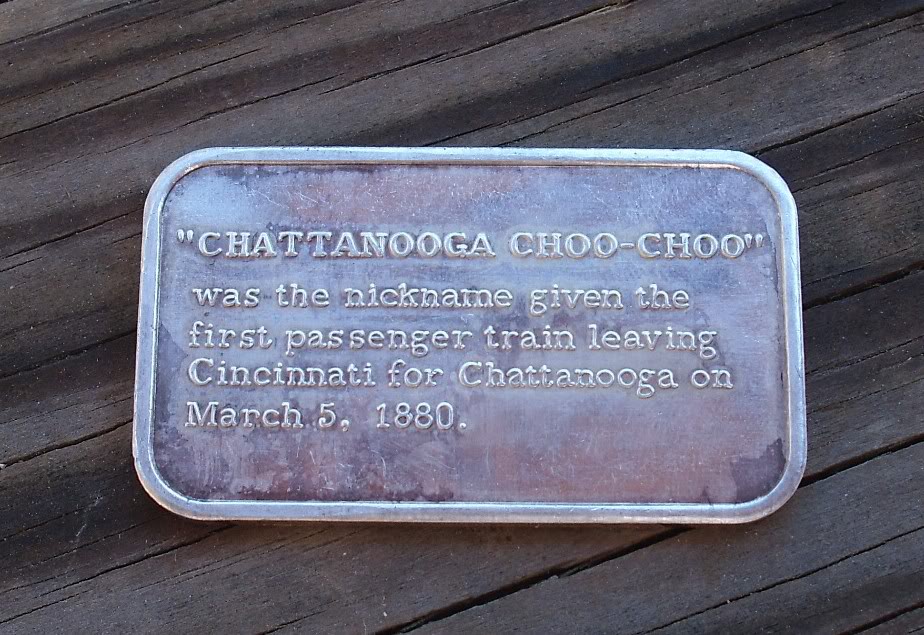 "CHATTANOOGA CHOO-CHOO"
was the nickname given the
first passenger train leaving
Cincinnati for Chattanooga on
March 5, 1880.